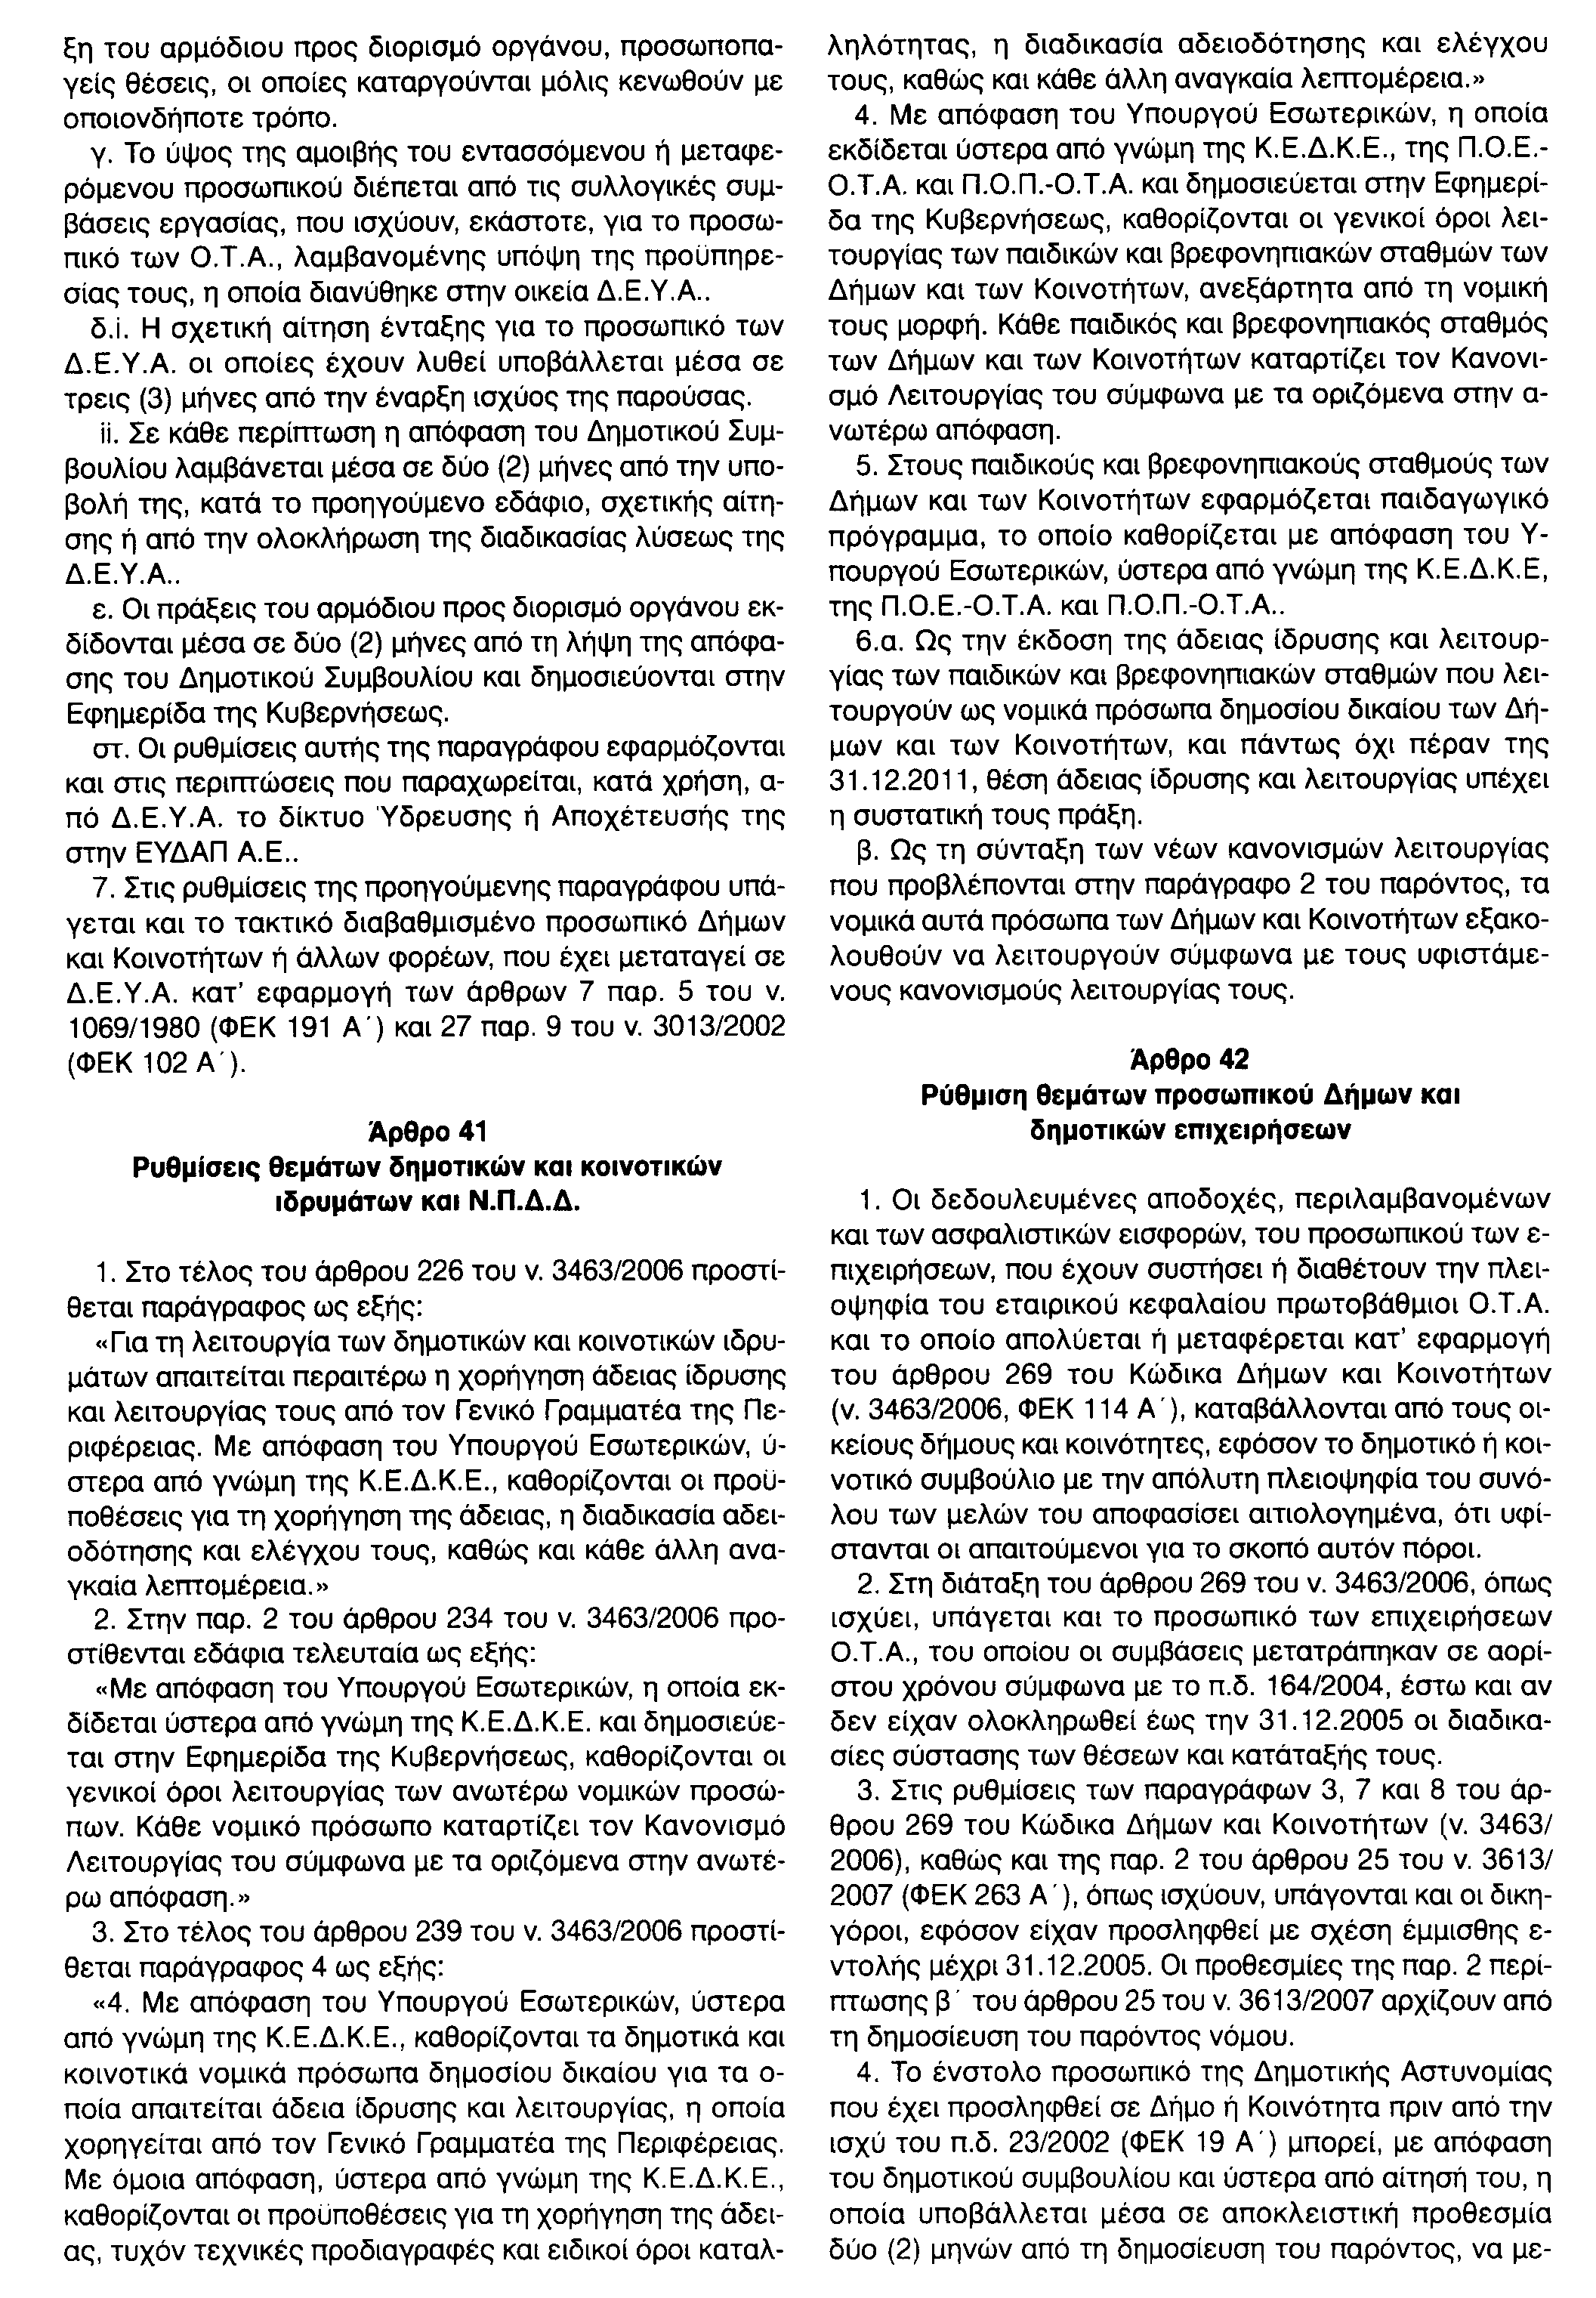 ξη του αρμόδιου προς διορισμό οργάνου, προσωποπα-
γείς θέσεις, οι οποίες καταργούνται μόλις κενωθούν με
οποιονδήποτε τρόπο.
γ. Το ύψος της αμοιβής του εντασσόμενου ή μεταφε-
ρόμενου προσωπικού διέπεται από τις συλλογικές συμ-
βάσεις εργασίας, που ισχύουν, εκάστοτε, για το προσω-
πικό των Ο.Τ.Α., λαμβανομένης υπόψη της προϋπηρε-
σίας τους, η οποία διανύθηκε στην οικεία Δ.Ε.Υ.Α..
δ.i. Η σχετική αίτηση ένταξης για το προσωπικό των
Δ.Ε.Υ.Α. οι οποίες έχουν λυθεί υποβάλλεται μέσα σε
τρεις (3) μήνες από την έναρξη ισχύος της παρούσας.
ii. Σε κάθε περίπτωση η απόφαση του Δημοτικού Συμ-
βουλίου λαμβάνεται μέσα σε δύο (2) μήνες από την υπο-
βολή της, κατά το προηγούμενο εδάφιο, σχετικής αίτη-
σης ή από την ολοκλήρωση της διαδικασίας λύσεως της
Δ.Ε.Υ.Α..
ε. Οι πράξεις του αρμόδιου προς διορισμό οργάνου εκ-
δίδονται μέσα σε δύο (2) μήνες από τη λήψη της απόφα-
σης του Δημοτικού Συμβουλίου και δημοσιεύονται στην
Εφημερίδα της Κυβερνήσεως.
στ. Οι ρυθμίσεις αυτής της παραγράφου εφαρμόζονται
και στις περιπτώσεις που παραχωρείται, κατά χρήση, α-
πό Δ.Ε.Υ.Α. το δίκτυο Ύδρευσης ή Αποχέτευσής της
στην ΕΥΔΑΠ Α.Ε..
7. Στις ρυθμίσεις της προηγούμενης παραγράφου υπά-
γεται και το τακτικό διαβαθμισμένο προσωπικό Δήμων
και Κοινοτήτων ή άλλων φορέων, που έχει μεταταγεί σε
Δ.Ε.Υ.Α. κατ’ εφαρμογή των άρθρων 7 παρ. 5 του ν.
1069/1980 (ΦΕΚ 191 Α΄) και 27 παρ. 9 του ν. 3013/2002
(ΦΕΚ 102 Α΄).
Άρθρο 41
Ρυθμίσεις θεμάτων δημοτικών και κοινοτικών
ιδρυμάτων και Ν.Π.Δ.Δ.
1. Στο τέλος του άρθρου 226 του ν. 3463/2006 προστί-
θεται παράγραφος ως εξής:
«Για τη λειτουργία των δημοτικών και κοινοτικών ιδρυ-
μάτων απαιτείται περαιτέρω η χορήγηση άδειας ίδρυσης
και λειτουργίας τους από τον Γενικό Γραμματέα της Πε-
ριφέρειας. Με απόφαση του Υπουργού Εσωτερικών, ύ-
στερα από γνώμη της Κ.Ε.Δ.Κ.Ε., καθορίζονται οι προϋ-
ποθέσεις για τη χορήγηση της άδειας, η διαδικασία αδει-
οδότησης και ελέγχου τους, καθώς και κάθε άλλη ανα-
γκαία λεπτομέρεια.»
2. Στην παρ. 2 του άρθρου 234 του ν. 3463/2006 προ-
στίθενται εδάφια τελευταία ως εξής:
«Με απόφαση του Υπουργού Εσωτερικών, η οποία εκ-
δίδεται ύστερα από γνώμη της Κ.Ε.Δ.Κ.Ε. και δημοσιεύε-
ται στην Εφημερίδα της Κυβερνήσεως, καθορίζονται οι
γενικοί όροι λειτουργίας των ανωτέρω νομικών προσώ-
πων. Κάθε νομικό πρόσωπο καταρτίζει τον Κανονισμό
Λειτουργίας του σύμφωνα με τα οριζόμενα στην ανωτέ-
ρω απόφαση.»
3. Στο τέλος του άρθρου 239 του ν. 3463/2006 προστί-
θεται παράγραφος 4 ως εξής:
«4. Με απόφαση του Υπουργού Εσωτερικών, ύστερα
από γνώμη της Κ.Ε.Δ.Κ.Ε., καθορίζονται τα δημοτικά και
κοινοτικά νομικά πρόσωπα δημοσίου δικαίου για τα ο-
ποία απαιτείται άδεια ίδρυσης και λειτουργίας, η οποία
χορηγείται από τον Γενικό Γραμματέα της Περιφέρειας.
Με όμοια απόφαση, ύστερα από γνώμη της Κ.Ε.Δ.Κ.Ε.,
καθορίζονται οι προϋποθέσεις για τη χορήγηση της άδει-
ας, τυχόν τεχνικές προδιαγραφές και ειδικοί όροι καταλ-
ληλότητας, η διαδικασία αδειοδότησης και ελέγχου
τους, καθώς και κάθε άλλη αναγκαία λεπτομέρεια.»
4. Με απόφαση του Υπουργού Εσωτερικών, η οποία
εκδίδεται ύστερα από γνώμη της Κ.Ε.Δ.Κ.Ε., της Π.Ο.Ε.-
Ο.Τ.Α. και Π.Ο.Π.-Ο.Τ.Α. και δημοσιεύεται στην Εφημερί-
δα της Κυβερνήσεως, καθορίζονται οι γενικοί όροι λει-
τουργίας των παιδικών και βρεφονηπιακών σταθμών των
Δήμων και των Κοινοτήτων, ανεξάρτητα από τη νομική
τους μορφή. Κάθε παιδικός και βρεφονηπιακός σταθμός
των Δήμων και των Κοινοτήτων καταρτίζει τον Κανονι-
σμό Λειτουργίας του σύμφωνα με τα οριζόμενα στην α-
νωτέρω απόφαση.
5. Στους παιδικούς και βρεφονηπιακούς σταθμούς των
Δήμων και των Κοινοτήτων εφαρμόζεται παιδαγωγικό
πρόγραμμα, το οποίο καθορίζεται με απόφαση του Υ-
πουργού Εσωτερικών, ύστερα από γνώμη της Κ.Ε.Δ.Κ.Ε,
της Π.Ο.Ε.-Ο.Τ.Α. και Π.Ο.Π.-Ο.Τ.Α..
6.α. Ως την έκδοση της άδειας ίδρυσης και λειτουρ-
γίας των παιδικών και βρεφονηπιακών σταθμών που λει-
τουργούν ως νομικά πρόσωπα δημοσίου δικαίου των Δή-
μων και των Κοινοτήτων, και πάντως όχι πέραν της
31.12.2011, θέση άδειας ίδρυσης και λειτουργίας υπέχει
η συστατική τους πράξη.
β. Ως τη σύνταξη των νέων κανονισμών λειτουργίας
που προβλέπονται στην παράγραφο 2 του παρόντος, τα
νομικά αυτά πρόσωπα των Δήμων και Κοινοτήτων εξακο-
λουθούν να λειτουργούν σύμφωνα με τους υφιστάμε-
νους κανονισμούς λειτουργίας τους.
Άρθρο 42
Ρύθμιση θεμάτων προσωπικού Δήμων και
δημοτικών επιχειρήσεων
1. Οι δεδουλευμένες αποδοχές, περιλαμβανομένων
και των ασφαλιστικών εισφορών, του προσωπικού των ε-
πιχειρήσεων, που έχουν συστήσει ή διαθέτουν την πλει-
οψηφία του εταιρικού κεφαλαίου πρωτοβάθμιοι Ο.Τ.Α.
και το οποίο απολύεται ή μεταφέρεται κατ’ εφαρμογή
του άρθρου 269 του Κώδικα Δήμων και Κοινοτήτων
(ν. 3463/2006, ΦΕΚ 114 Α΄), καταβάλλονται από τους οι-
κείους δήμους και κοινότητες, εφόσον το δημοτικό ή κοι-
νοτικό συμβούλιο με την απόλυτη πλειοψηφία του συνό-
λου των μελών του αποφασίσει αιτιολογημένα, ότι υφί-
στανται οι απαιτούμενοι για το σκοπό αυτόν πόροι.
2. Στη διάταξη του άρθρου 269 του ν. 3463/2006, όπως
ισχύει, υπάγεται και το προσωπικό των επιχειρήσεων
Ο.Τ.Α., του οποίου οι συμβάσεις μετατράπηκαν σε αορί-
στου χρόνου σύμφωνα με το π.δ. 164/2004, έστω και αν
δεν είχαν ολοκληρωθεί έως την 31.12.2005 οι διαδικα-
σίες σύστασης των θέσεων και κατάταξής τους.
3. Στις ρυθμίσεις των παραγράφων 3, 7 και 8 του άρ-
θρου 269 του Κώδικα Δήμων και Κοινοτήτων (ν. 3463/
2006), καθώς και της παρ. 2 του άρθρου 25 του ν. 3613/
2007 (ΦΕΚ 263 Α΄), όπως ισχύουν, υπάγονται και οι δικη-
γόροι, εφόσον είχαν προσληφθεί με σχέση έμμισθης ε-
ντολής μέχρι 31.12.2005. Οι προθεσμίες της παρ. 2 περί-
πτωσης β΄ του άρθρου 25 του ν. 3613/2007 αρχίζουν από
τη δημοσίευση του παρόντος νόμου.
4. Το ένστολο προσωπικό της Δημοτικής Αστυνομίας
που έχει προσληφθεί σε Δήμο ή Κοινότητα πριν από την
ισχύ του π.δ. 23/2002 (ΦΕΚ 19 Α΄) μπορεί, με απόφαση
του δημοτικού συμβουλίου και ύστερα από αίτησή του, η
οποία υποβάλλεται μέσα σε αποκλειστική προθεσμία
δύο (2) μηνών από τη δημοσίευση του παρόντος, να με-